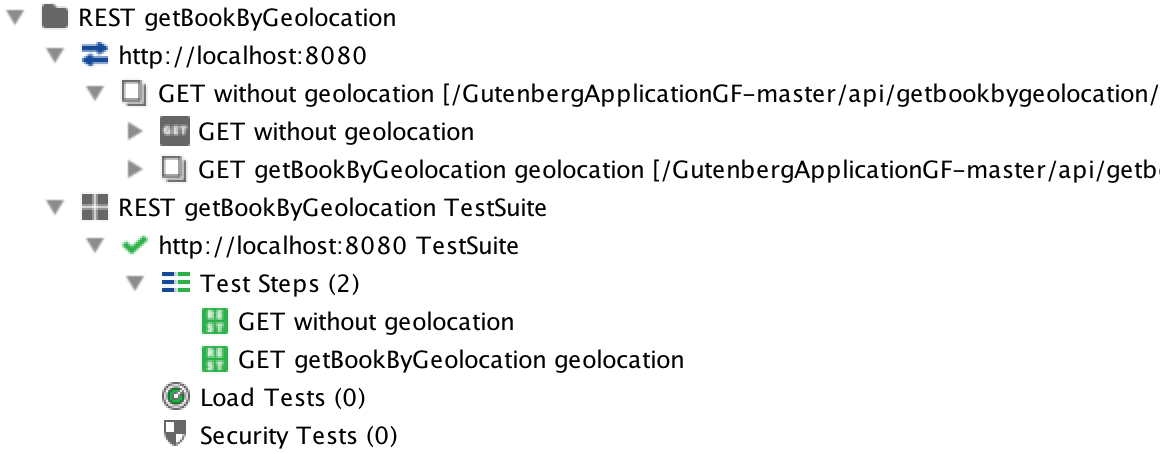 REST getBookByGeolocation
http://localhost:8080
GET without geolocation [/GutenbergApplicationGF-master/api/getbookbygeolocation/
GET GET without geolocation
GET getBookByGeolocation geolocation [/GutenbergApplicationGF-master/api/getb
REST getBookByGeolocation TestSuite
http://localhost:8080 TestSuite
Test Steps (2)
REST GET without geolocation
REST GET getBookByGeolocation geolocation
Load Tests (0)
Security Tests (0)